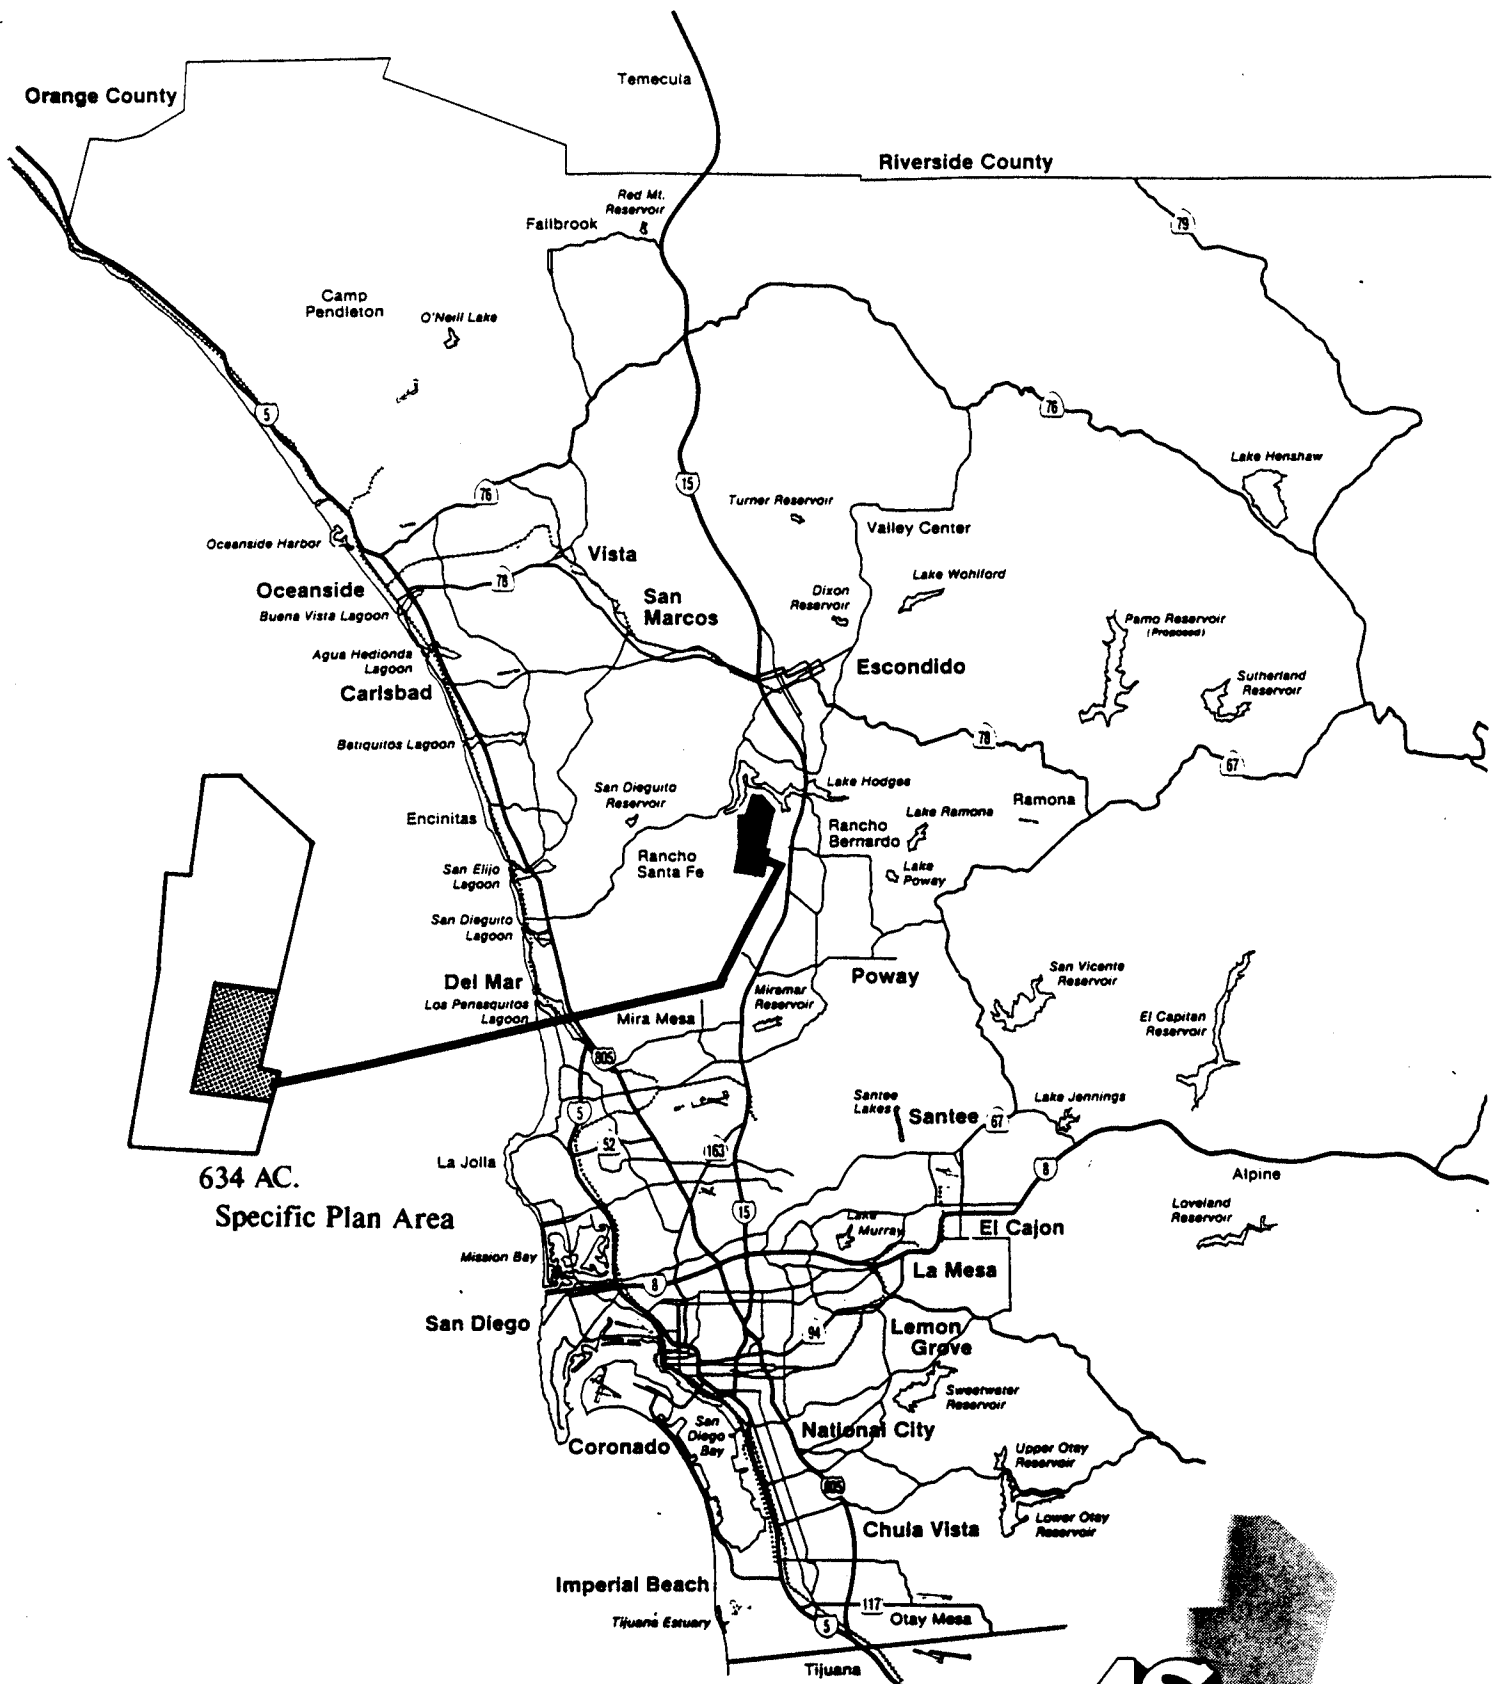 Temecula
Orange County
Riverside County
Red Mt.
Reservoir
Fallbrook
79
Camp
Pendleton
O'Neill Lake
5
76
Lake Henshaw
15
76
Turner Reservoir
Valley Center
Oceanside Harbor
Vista
78
Lake Wohlford
Oceanside
San
Marcos
Dixon
Reservoir
Buena Vista Lagoon
Pamo Reservoir
(Proposed)
Agua Hedionda
Lagoon
Escondido
Carlsbad
Sutherland
Reservoir
Batiquitos Lagoon
78
67
San Dieguito
Reservoir
Lake Hodges
Ramona
Encinitas
Lake Ramona
Rancho
Bernardo
Rancho
Santa Fe
San Elijo
Lagoon
Lake
Poway
San Dieguito
Lagoon
Del Mar
Poway
San Vicente
Reservoir
Los Penasquitos
Lagoon
Miramar
Reservoir
Mira Mesa
El Capitan
Reservoir
805
Santee
Lakes
Lake Jennings
5
Santee
67
52
163
La Jolla
8
Alpine
634 AC.
Specific Plan Area
15
Lake
Murray
El Cajon
Loveland
Reservoir
Mission Bay
La Mesa
8
San Diego
94
Lemon
Grove
Sweetwater
Reservoir
San
Diego
Bay
National City
Coronado
Upper Otay
Reservoir
805
Lower Otay
Reservoir
Chula Vista
Imperial Beach
117
Otay Mesa
Tijuana Estuary
5
Tijuana